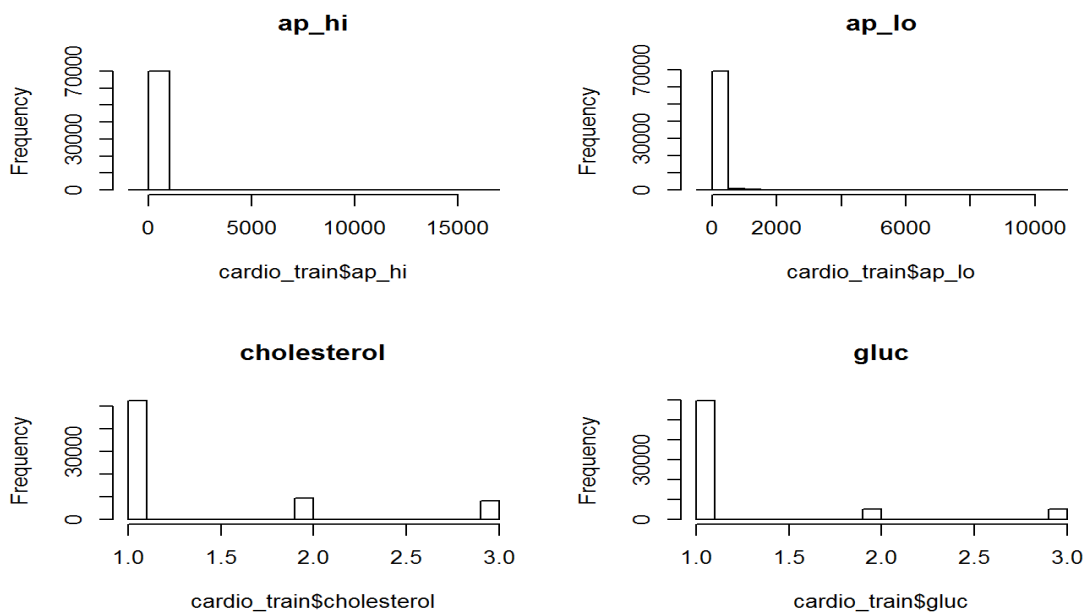 ap_hi
Frequency
0 30000 70000
0 5000 10000 15000
cardio_train$ap_hi
ap_lo
Frequency
0 30000 70000
0 2000 6000 10000
cardio_train$ap_lo
cholesterol
Frequency
0 30000
1.0 1.5 2.0 2.5 3.0
cardio_train$cholesterol
gluc
Frequency
0 30000
1.0 1.5 2.0 2.5 3.0
cardio_train$gluc